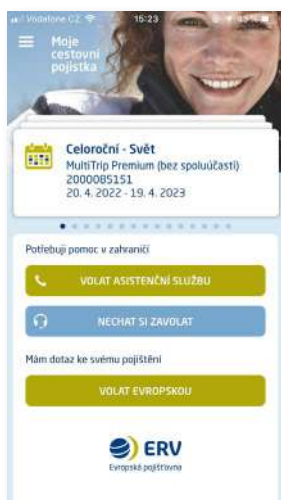 Vodafone CZ
15:23
45 %
Moje
cestovní
pojistka
Celoroční - Svět
MultiTrip Premium (bez spoluúčasti)
2000085151
20. 4. 2022 - 19. 4. 2023
Potřebuji pomoc v zahraničí
VOLAT ASISTENČNÍ SLUŽBU
NECHAT SI ZAVOLAT
Mám dotaz ke svému pojištění
VOLAT EVROPSKOU
ERV
Evropská pojišťovna